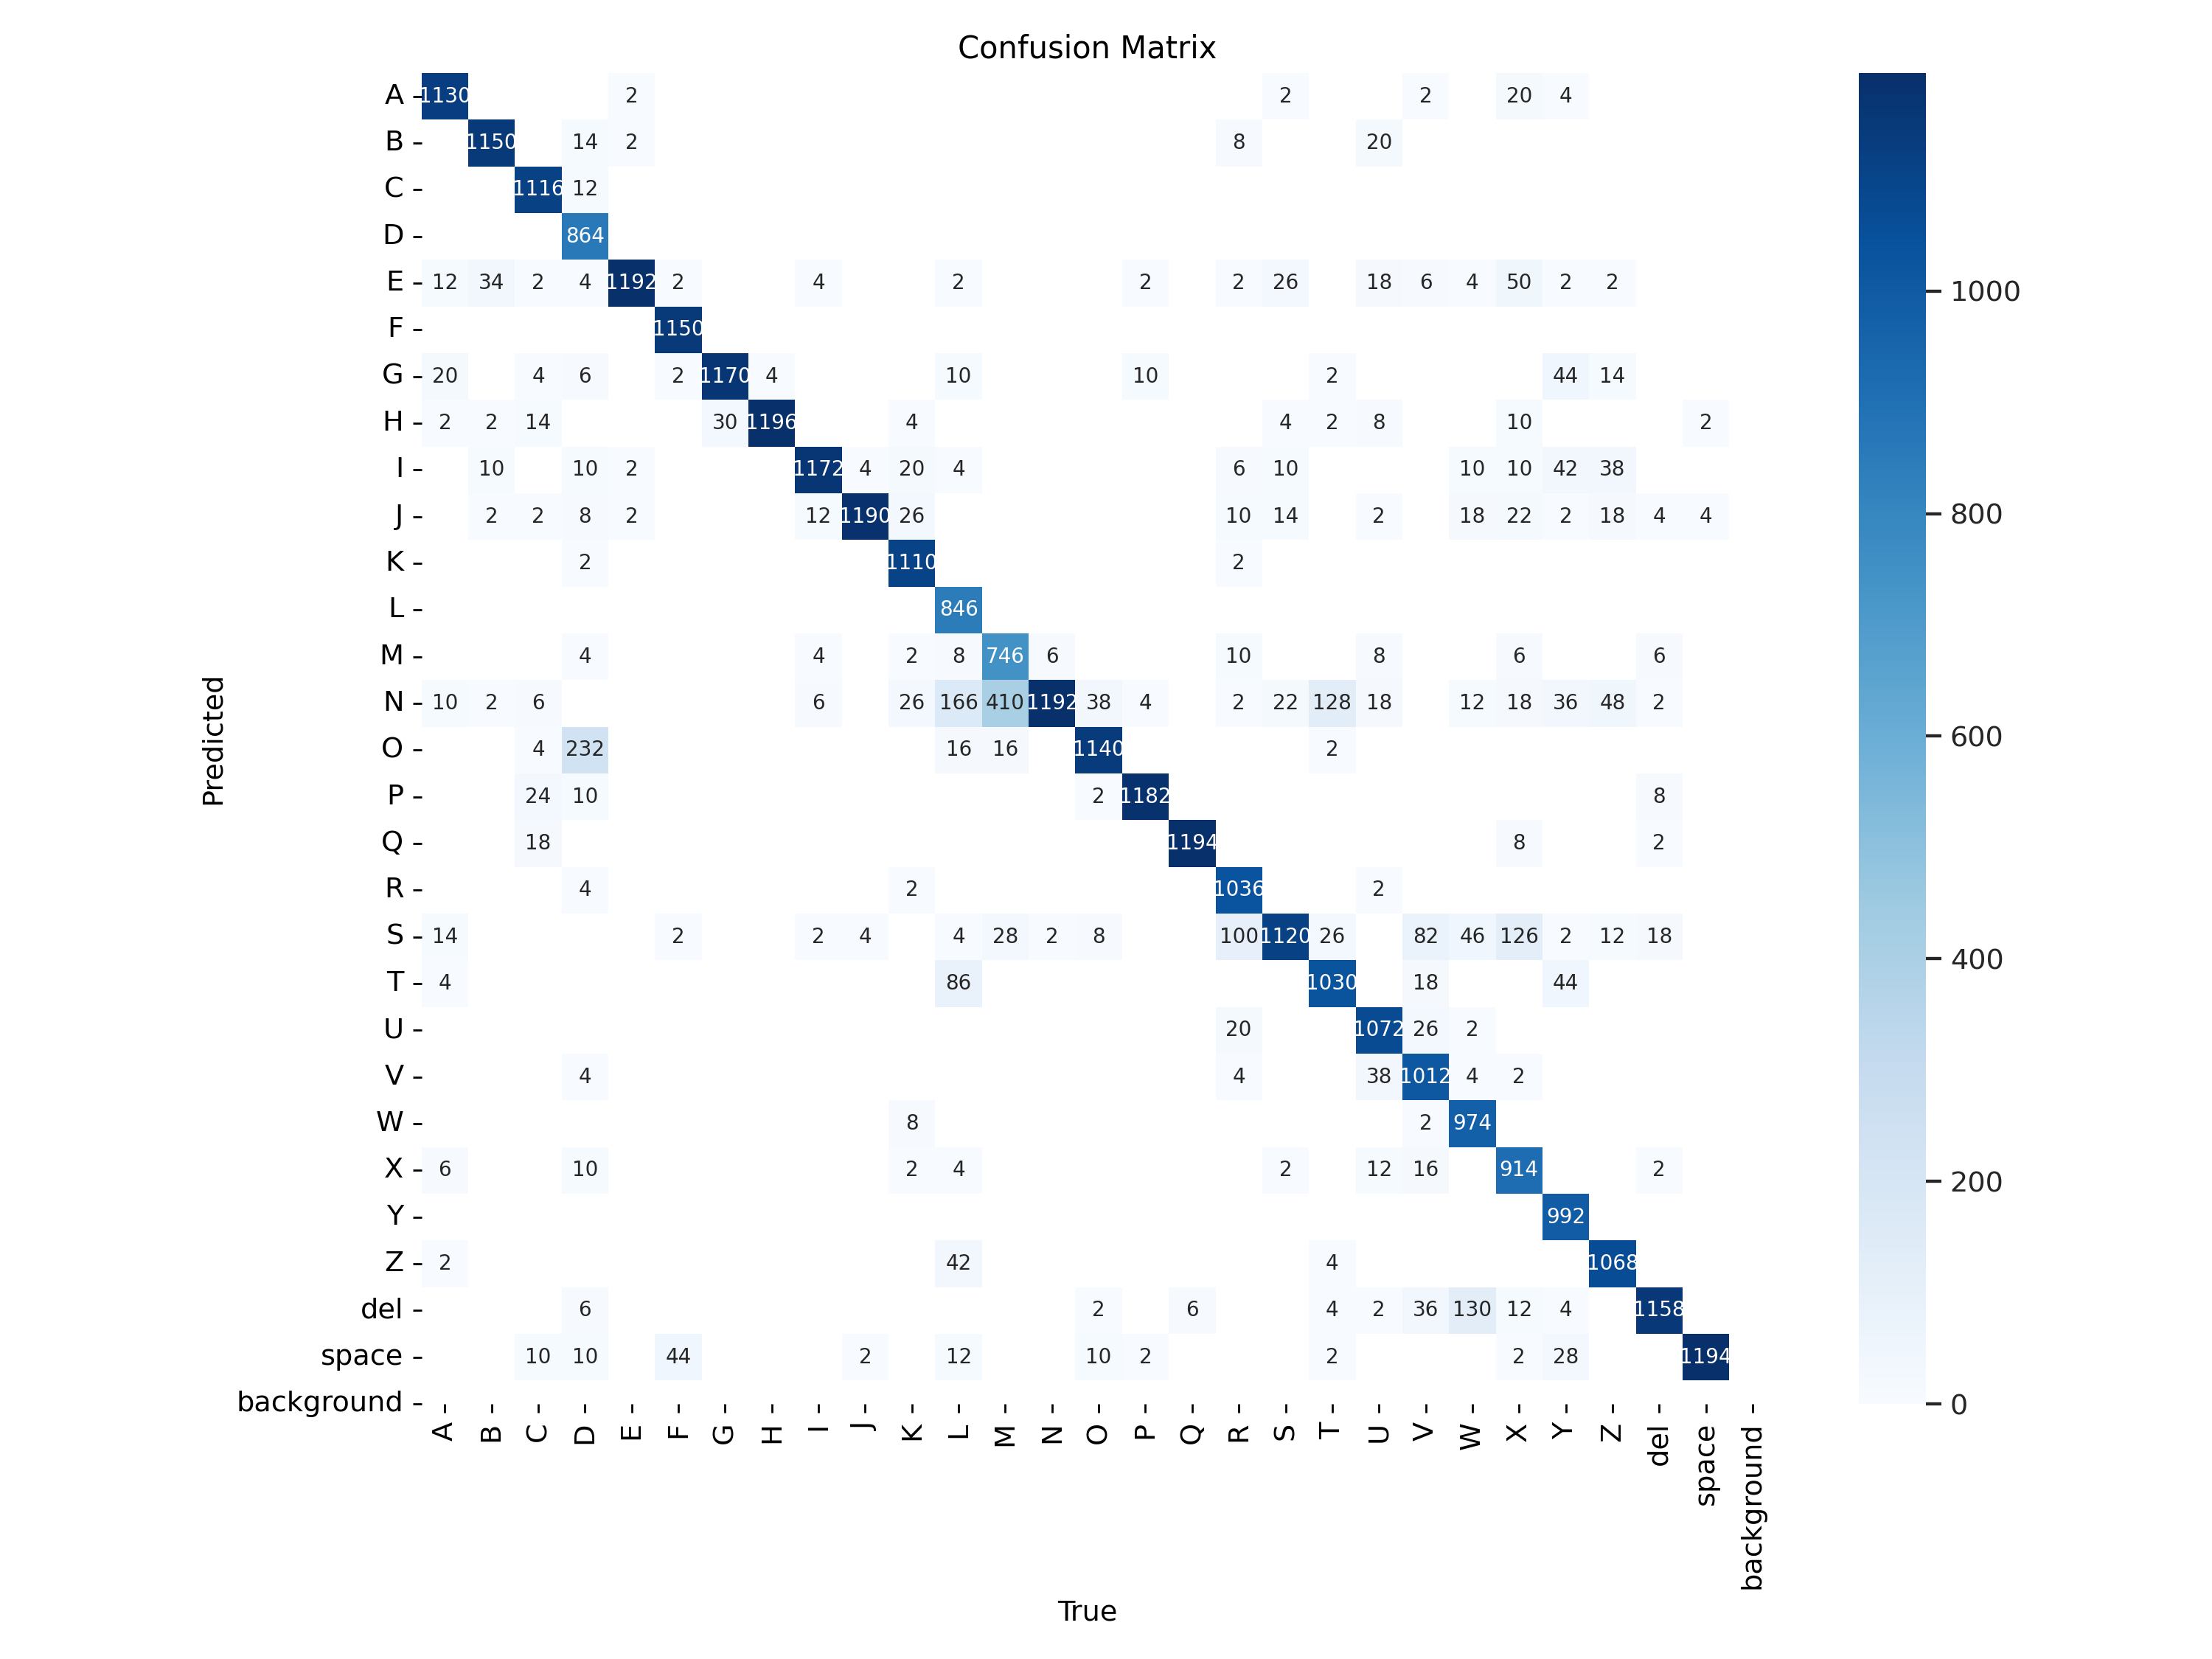 Confusion Matrix
A 1130 2 2 2 20 4
B 1150 14 2 8 20
C 1116 12
D 864
E 12 34 2 4 1192 2 4 2 2 2 26 18 6 4 50 2 2
F 1150
G 20 4 6 2 1170 4 10 10 2 44 14
H 2 2 14 30 1196 4 4 2 8 10 2
I 10 10 2 1172 4 20 4 6 10 10 10 42 38
J 2 2 8 2 12 1190 26 10 14 2 18 22 2 18 4 4
K 2 1110 2
L 846
M 4 4 2 8 746 6 10 8 6 6
N 10 2 6 6 26 166 410 1192 38 4 2 22 128 18 12 18 36 48 2
O 4 232 16 16 1140 2
P 24 10 2 1182 8
Q 18 1194 8 2
R 4 2 1036 2
S 14 2 2 4 4 28 2 8 100 1120 26 82 46 126 2 12 18
T 4 86 1030 18 44
U 20 1072 26 2
V 4 4 38 1012 4 2
W 8 2 974
X 6 10 2 4 2 12 16 914 2
Y 992
Z 2 42 4 1068
del 6 2 6 4 2 36 130 12 4 1158
space 10 10 44 2 12 10 2 2 2 28 1194
background
A B C D E F G H I J K L M N O P Q R S T U V W X Y Z del space background
Predicted
True
1000
800
600
400
200
0